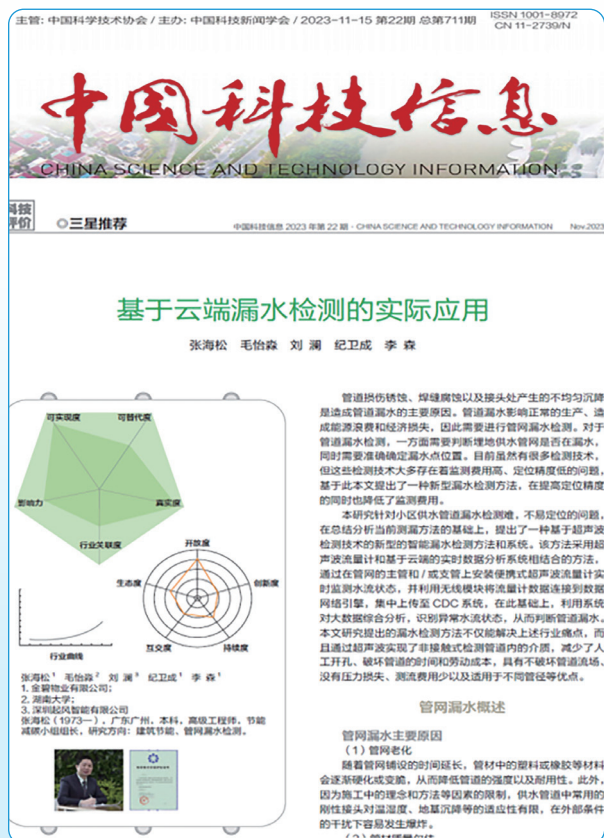 主管: 中国科学技术协会 / 主办: 中国科技新闻学会 / 2023-11-15 第22期 总第711期
ISSN 1001-8972
CN 11-2739/N
中国科技信息
CHINA SCIENCE AND TECHNOLOGY INFORMATION
科技
评价
◎三星推荐
中国科技信息 2023 年第 22 期 · CHINA SCIENCE AND TECHNOLOGY INFORMATION Nov.2023
基于云端漏水检测的实际应用
张海松 毛怡淼 刘 澜 纪卫成 李 森
可实现度
可替代度
影响力
真实度
行业关联度
开放度
生态度
创新度
互交度
持续度
行业曲线
张海松¹ 毛怡淼² 刘 澜³ 纪卫成¹ 李 森¹
1. 金碧物业有限公司;
2. 湖南大学;
3. 深圳起风智能有限公司
张海松（1973—），广东广州，本科，高级工程师，节能
减碳小组组长，研究方向：建筑节能、管网漏水检测。
管道损伤锈蚀、焊缝腐蚀以及接头处产生的不均匀沉降
是造成管道漏水的主要原因。管道漏水影响正常的生产、造
成能源浪费和经济损失，因此需要进行管网漏水检测。对于
管道漏水检测，一方面需要判断埋地供水管网是否在漏水，
同时需要准确确定漏水点位置。目前虽然有很多检测技术，
但这些检测技术大多存在着监测费用高、定位精度低的问题，
基于此本文提出了一种新型漏水检测方法，在提高定位精度
的同时也降低了监测费用。
本研究针对小区供水管道漏水检测难，不易定位的问题，
在总结分析当前测漏方法的基础上，提出了一种基于超声波
检测技术的新型的智能漏水检测方法和系统。该方法采用超
声波流量计和基于云端的实时数据分析系统相结合的方法，
通过在管网的主管和 / 或支管上安装便携式超声波流量计实
时监测水流状态，并利用无线模块将流量计数据连接到数据
网络引擎，集中上传至 CDC 系统，在此基础上，利用系统
对大数据综合分析，识别异常水流状态，从而判断管道漏水。
本文研究提出的漏水检测方法不仅能解决上述行业痛点，而
且通过超声波实现了非接触式检测管道内的介质，减少了人
工开孔、破坏管道的时间和劳动成本，具有不破坏管道流场、
没有压力损失、测流费用少以及适用于不同管径等优点。
管网漏水概述
管网漏水主要原因
（1）管网老化
随着管网铺设的时间延长，管材中的塑料或橡胶等材料
会逐渐硬化或变脆，从而降低管道的强度以及耐用性。此外，
因为施工中的理念和方法等因素的限制，供水管道中常用的
刚性接头对温湿度、地基沉降等的适应性有限，在外部条件
的干扰下容易发生爆炸。